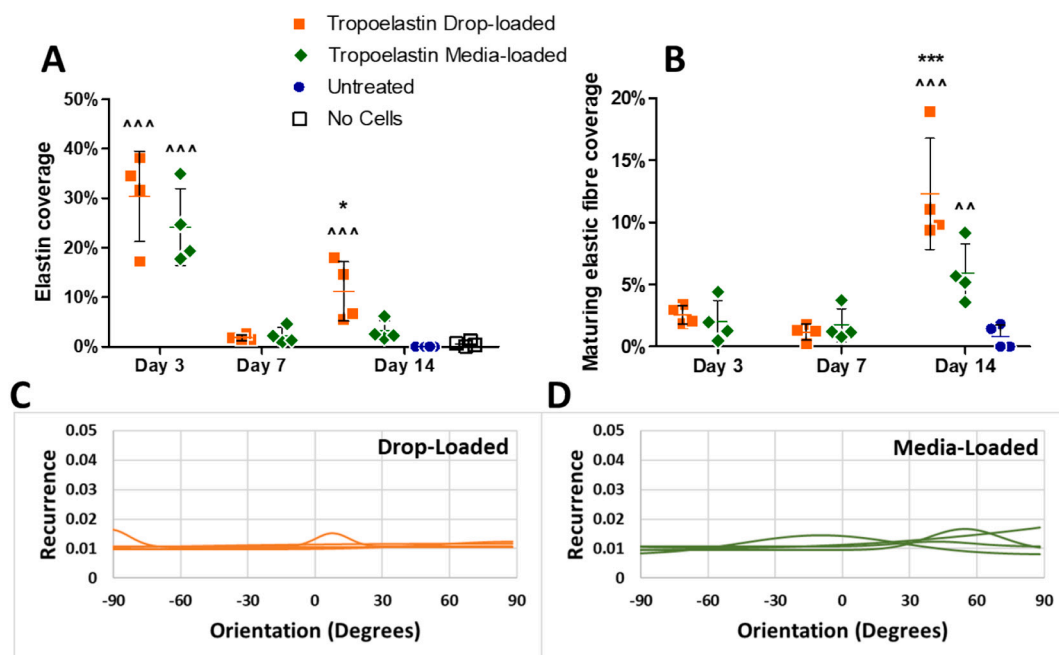 Tropoelastin Drop-loaded
Tropoelastin Media-loaded
Untreated
No Cells
A
Elastin coverage
50%
40%
30%
20%
10%
0%
^^^
^^^
*
^^^
Day 3
Day 7
Day 14
B
Maturing elastic fibre coverage
20%
15%
10%
5%
0%
***
^^^
^^
Day 3
Day 7
Day 14
C
Drop-Loaded
Recurrence
0.05
0.04
0.03
0.02
0.01
0
-90
-60
-30
0
30
60
90
Orientation (Degrees)
D
Media-Loaded
Recurrence
0.05
0.04
0.03
0.02
0.01
0
-90
-60
-30
0
30
60
90
Orientation (Degrees)